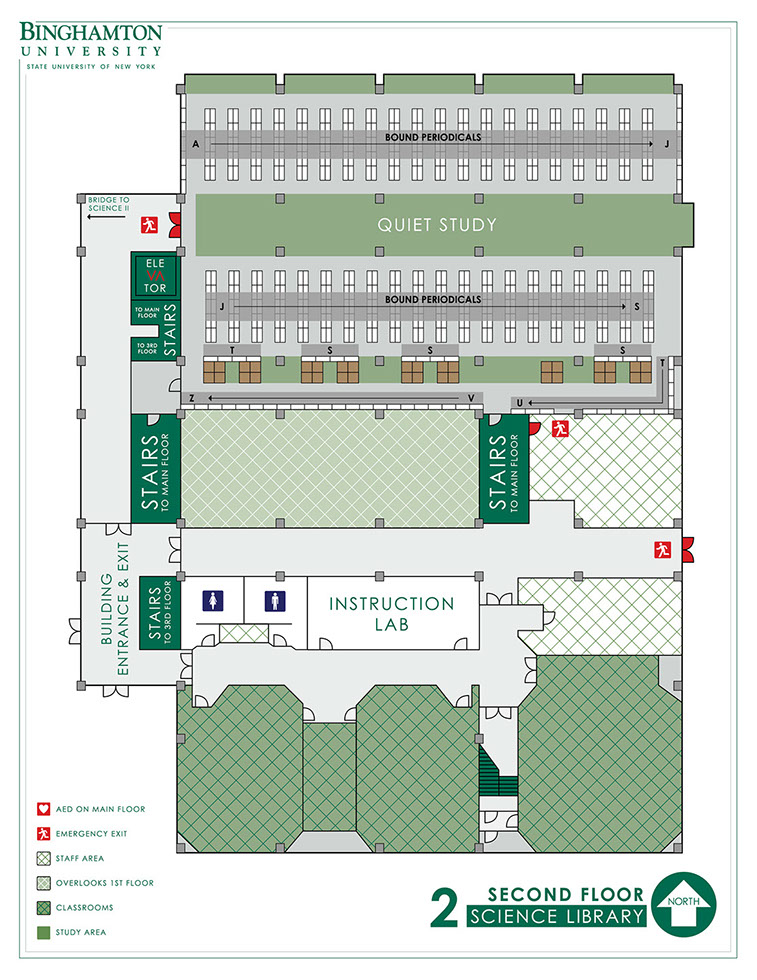 BINGHAMTON
UNIVERSITY
STATE UNIVERSITY OF NEW YORK
A
BOUND PERIODICALS
J
BRIDGE TO
SCIENCE II
QUIET STUDY
ELE
VA
TOR
TO MAIN
FLOOR
STAIRS
TO 3RD
FLOOR
J
BOUND PERIODICALS
S
T
S
S
S
T
Z
V
U
STAIRS
TO MAIN FLOOR
STAIRS
TO MAIN FLOOR
BUILDING
ENTRANCE & EXIT
STAIRS
TO 3RD FLOOR
INSTRUCTION
LAB
AED ON MAIN FLOOR
EMERGENCY EXIT
STAFF AREA
OVERLOOKS 1ST FLOOR
CLASSROOMS
STUDY AREA
2
SECOND FLOOR
SCIENCE LIBRARY
NORTH